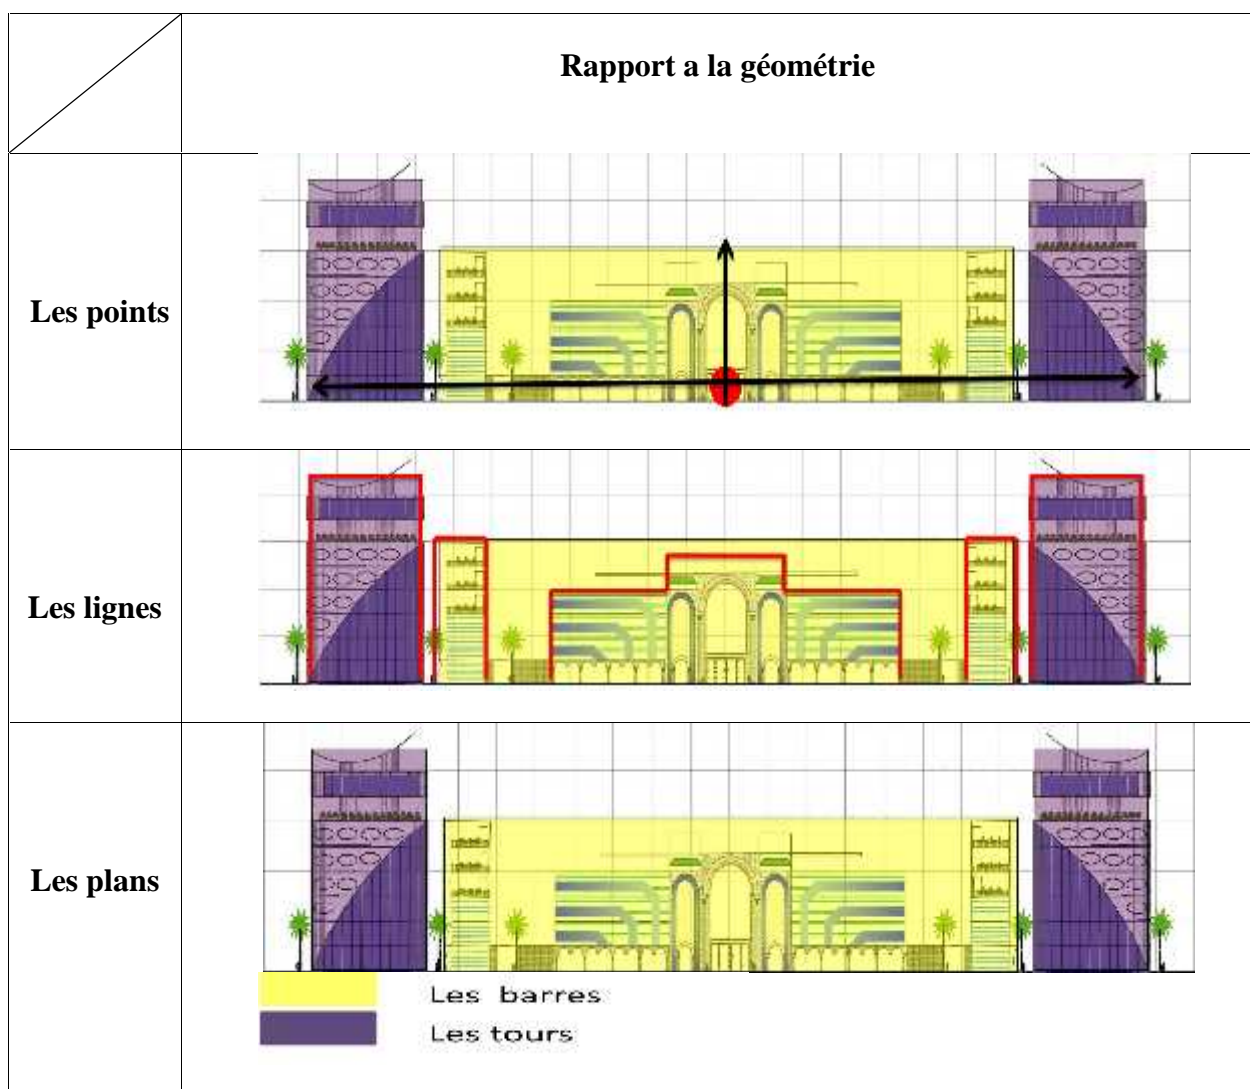 Rapport a la géométrie
Les points
Les lignes
Les plans
Les barres
Les tours